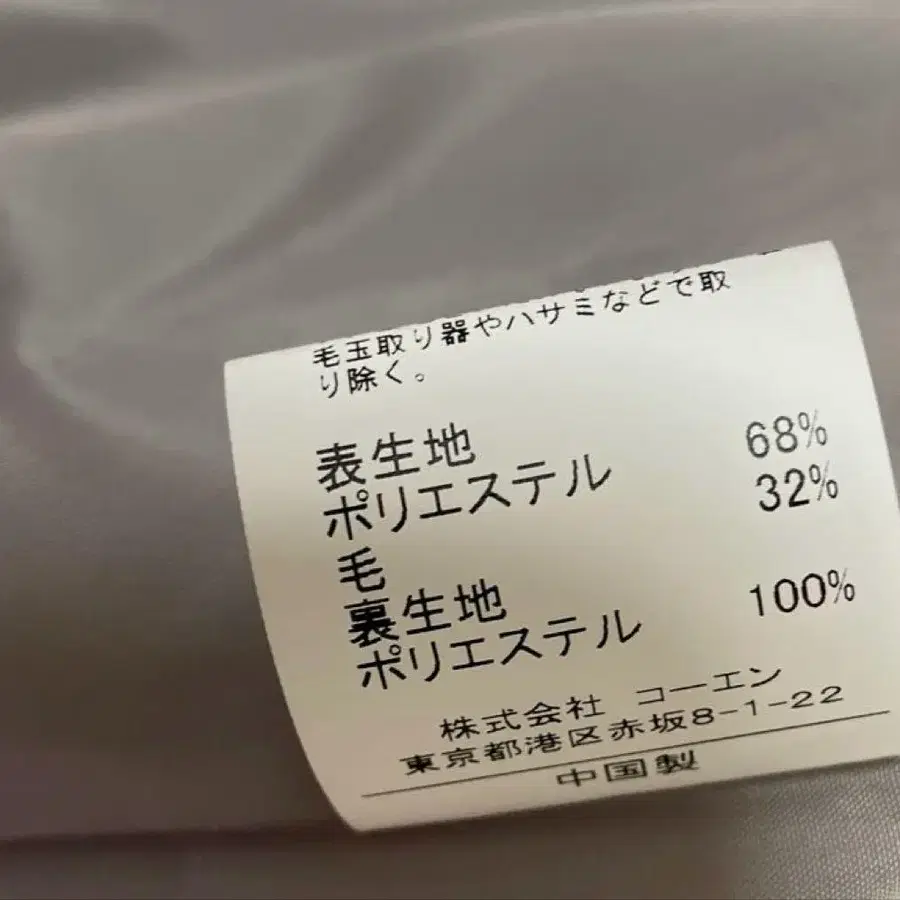 毛玉取り器やハサミなどで取
り除く。
表生地
ポリエステル 68%
毛 32%
裏生地
ポリエステル 100%
株式会社 コーエン
東京都港区赤坂8-1-22
中国製